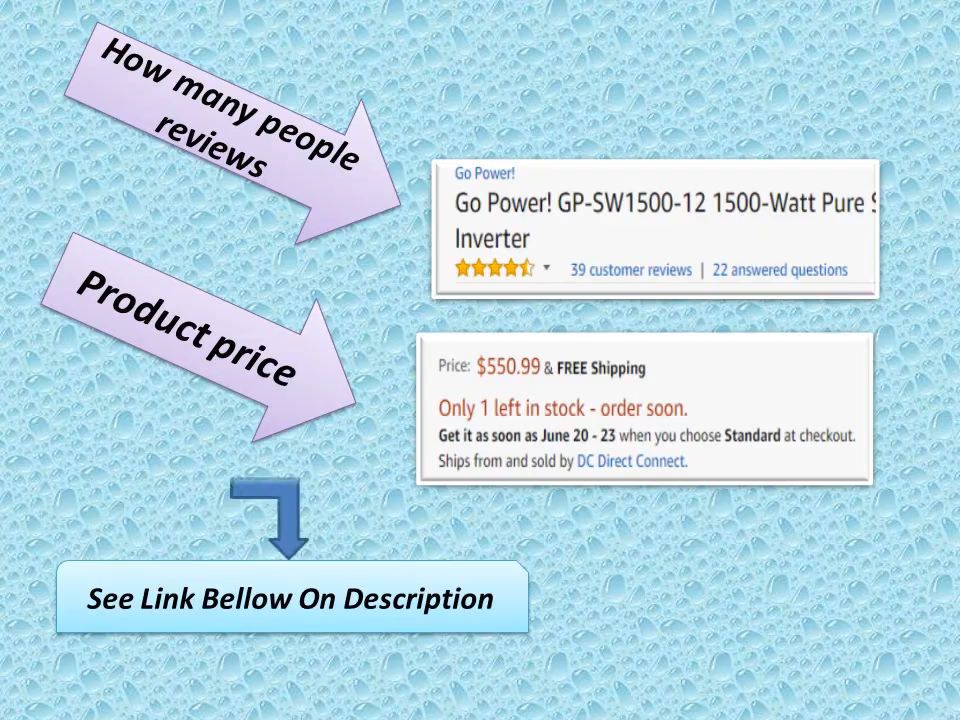 How many people
reviews
Go Power!
Go Power! GP-SW1500-12 1500-Watt Pure
Inverter
39 customer reviews | 22 answered questions
Product price
Price: $550.99 & FREE Shipping
Only 1 left in stock - order soon.
Get it as soon as June 20 - 23 when you choose Standard at checkout.
Ships from and sold by DC Direct Connect.
See Link Bellow On Description